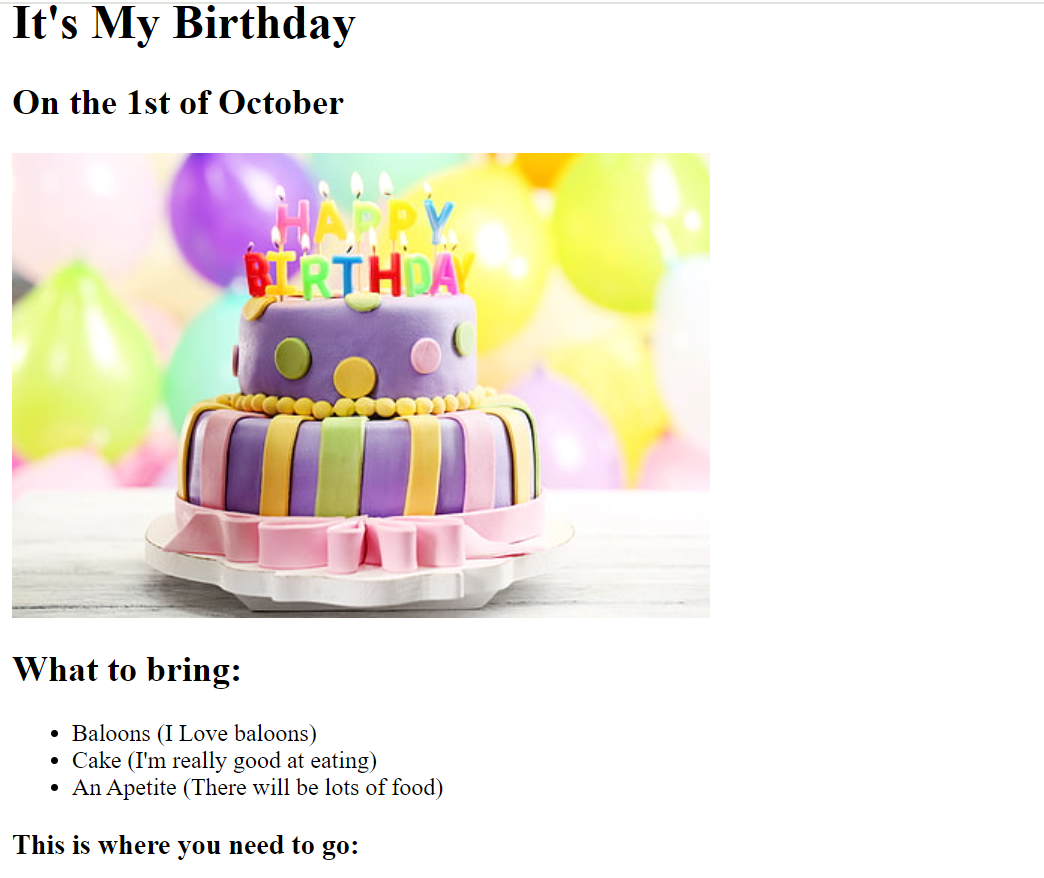 It's My Birthday
On the 1st of October
HAPPY
BIRTHDAY
What to bring:
Baloons (I Love baloons)
Cake (I'm really good at eating)
An Apetite (There will be lots of food)
This is where you need to go: